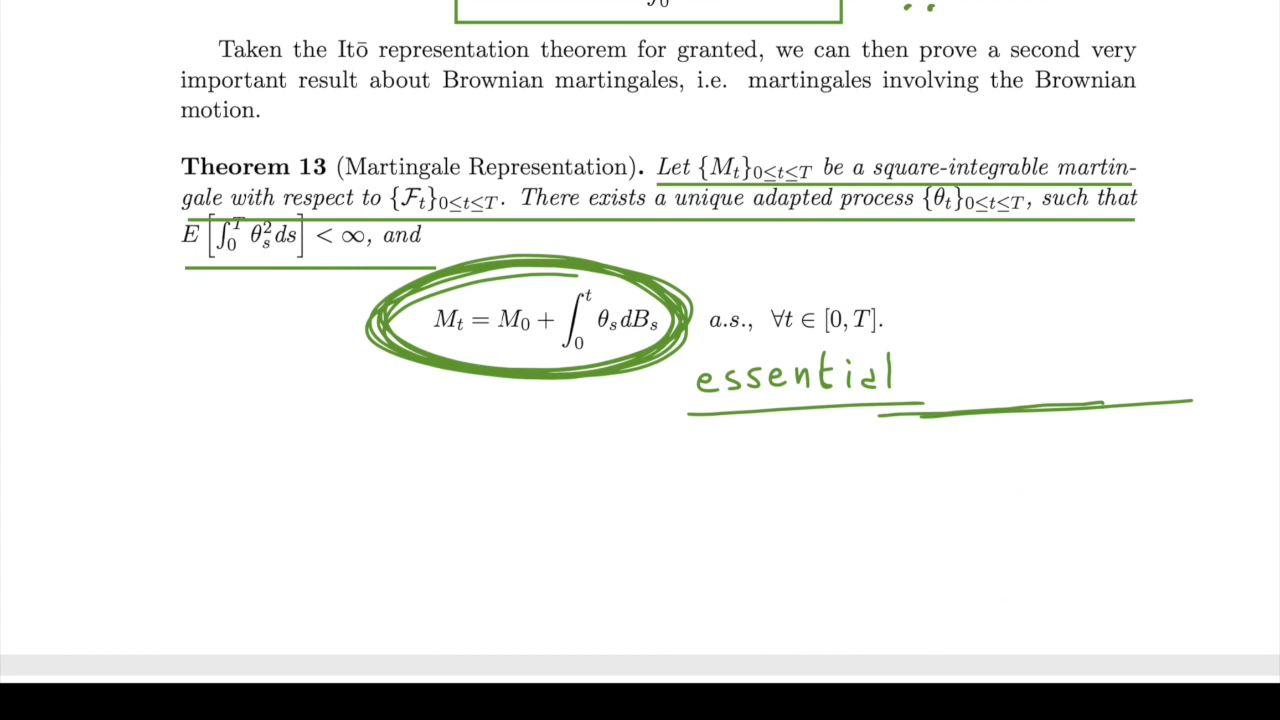 Taken the Itō representation theorem for granted, we can then prove a second very
important result about Brownian martingales, i.e. martingales involving the Brownian
motion.
Theorem 13 (Martingale Representation). Let {M_t}_{0≤t≤T} be a square-integrable martin-
gale with respect to {ℱ_t}_{0≤t≤T}. There exists a unique adapted process {θ_t}_{0≤t≤T}, such that
E[∫_0^T θ_s^2 ds] < ∞, and
M_t = M_0 + ∫_0^t θ_s dB_s a.s., ∀t ∈ [0, T].
essential